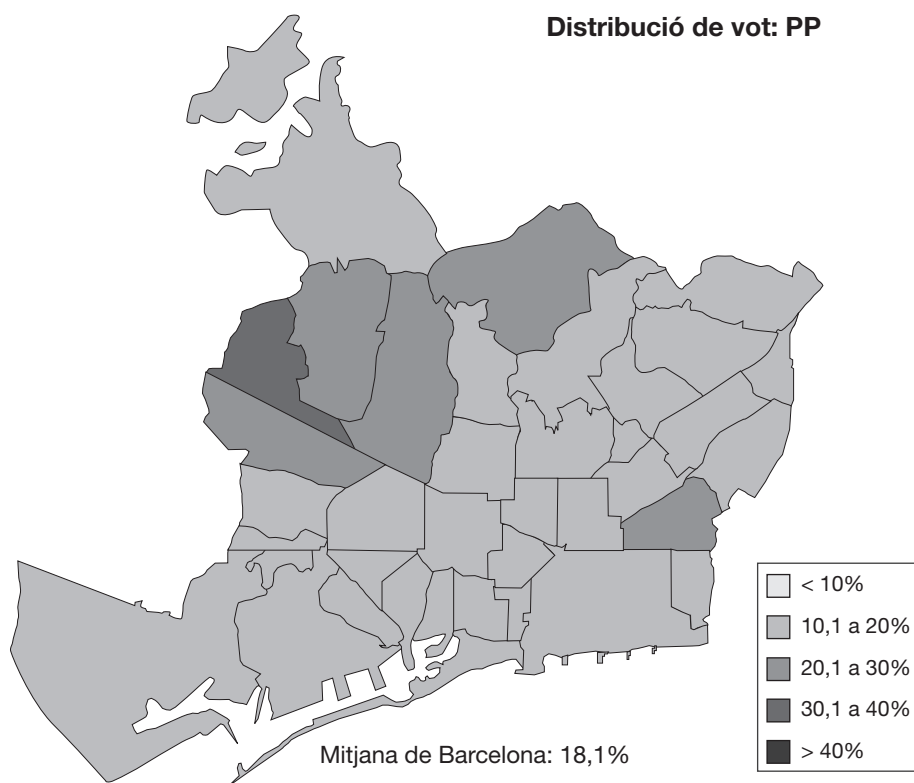 Distribució de vot: PP
< 10%
10,1 a 20%
20,1 a 30%
30,1 a 40%
> 40%
Mitjana de Barcelona: 18,1%